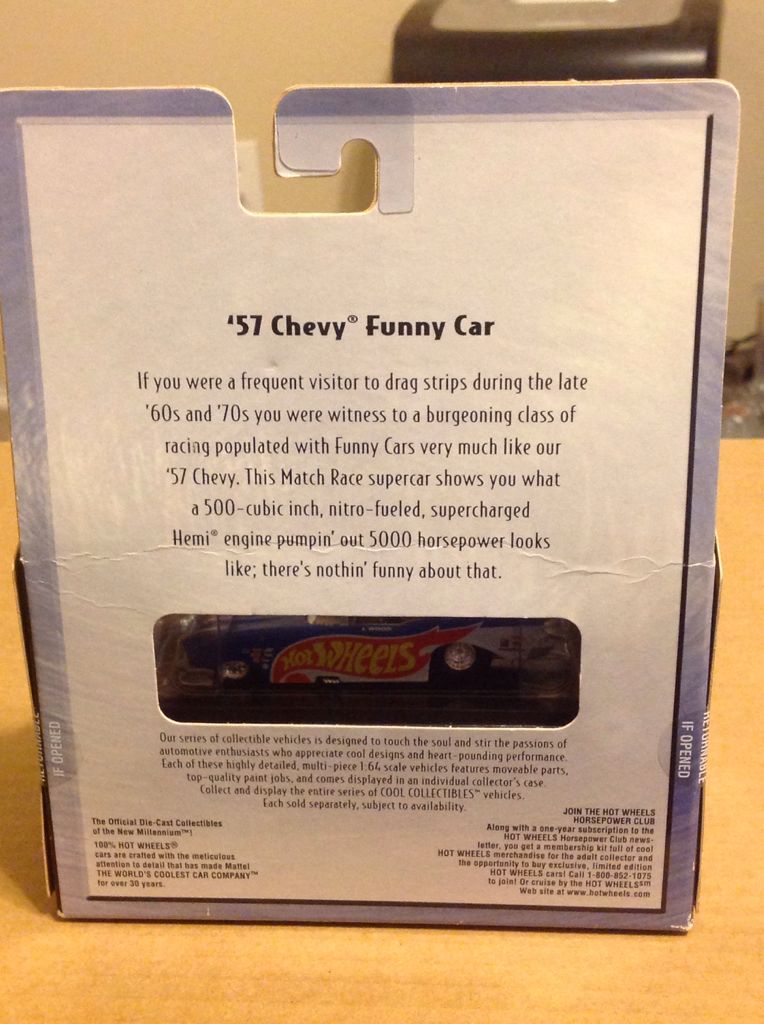 '57 Chevy® Funny Car
If you were a frequent visitor to drag strips during the late
'60s and '70s you were witness to a burgeoning class of
racing populated with Funny Cars very much like our
'57 Chevy. This Match Race supercar shows you what
a 500-cubic inch, nitro-fueled, supercharged
Hemi® engine pumpin' out 5000 horsepower looks
like; there's nothin' funny about that.
HOT WHEELS
Our series of collectible vehicles is designed to touch the soul and stir the passions of
automotive enthusiasts who appreciate cool designs and heart-pounding performance.
Each of these highly detailed, multi-piece 1:64 scale vehicles features moveable parts,
top-quality paint jobs, and comes displayed in an individual collector's case.
Collect and display the entire series of COOL COLLECTIBLES™ vehicles.
Each sold separately, subject to availability.
The Official Die-Cast Collectibles
of the New Millennium™!
100% HOT WHEELS®
cars are crafted with the meticulous
attention to detail that has made Mattel
THE WORLD'S COOLEST CAR COMPANY™
for over 30 years.
JOIN THE HOT WHEELS
HORSEPOWER CLUB
Along with a one-year subscription to the
HOT WHEELS Horsepower Club news-
letter, you get a membership kit full of cool
HOT WHEELS merchandise for the adult collector and
the opportunity to buy exclusive, limited edition
HOT WHEELS cars! Call 1-800-852-1075
to join! Or cruise by the HOT WHEELS℠
Web site at www.hotwheels.com
IF OPENED
IF OPENED
RETURNABLE